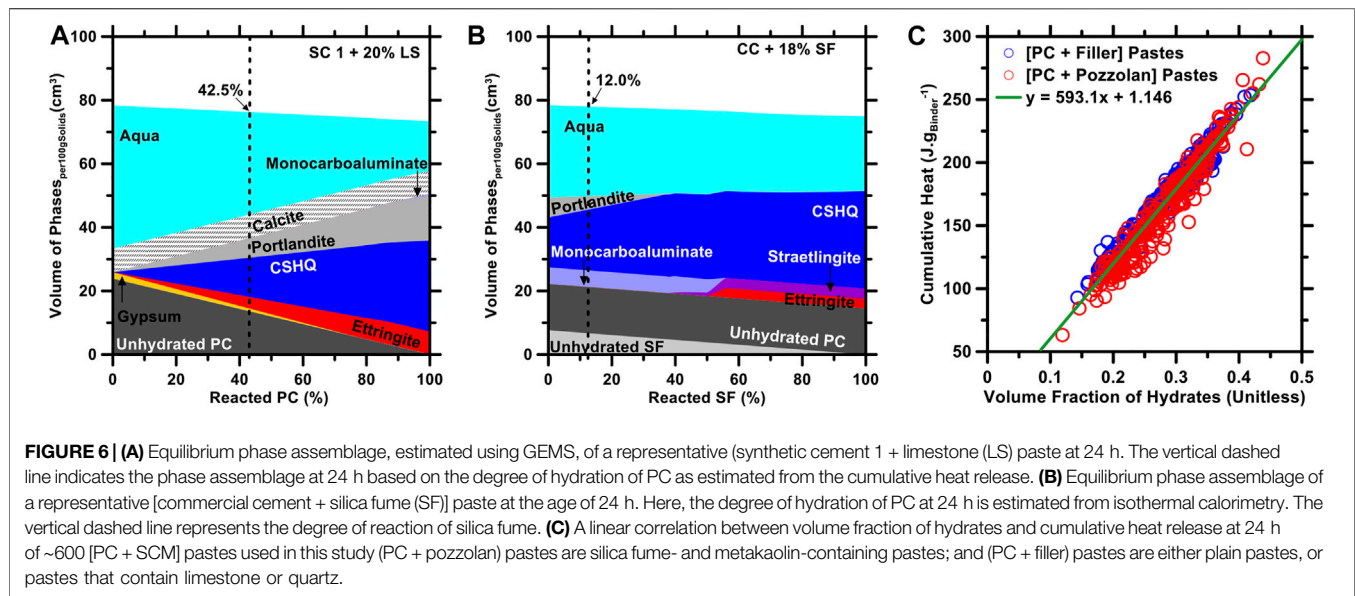 A
SC 1 + 20% LS
42.5%
Aqua
Monocarboaluminate
Calcite
Portlandite
CSHQ
Gypsum
Ettringite
Unhydrated PC
100
80
60
40
20
0
Volume of Phases per100gSolids (cm³)
0 20 40 60 80 100
Reacted PC (%)
B
CC + 18% SF
12.0%
Aqua
Portlandite
CSHQ
Monocarboaluminate
Straetlingite
Ettringite
Unhydrated PC
Unhydrated SF
100
80
60
40
20
0
Volume of Phases per100gSolids (cm³)
0 20 40 60 80 100
Reacted SF (%)
C
[PC + Filler] Pastes
[PC + Pozzolan] Pastes
y = 593.1x + 1.146
300
250
200
150
100
50
Cumulative Heat (J.gBinder⁻¹)
0 0.1 0.2 0.3 0.4 0.5
Volume Fraction of Hydrates (Unitless)
FIGURE 6 | (A) Equilibrium phase assemblage, estimated using GEMS, of a representative (synthetic cement 1 + limestone (LS) paste at 24 h. The vertical dashed
line indicates the phase assemblage at 24 h based on the degree of hydration of PC as estimated from the cumulative heat release. (B) Equilibrium phase assemblage of
a representative [commercial cement + silica fume (SF)] paste at the age of 24 h. Here, the degree of hydration of PC at 24 h is estimated from isothermal calorimetry. The
vertical dashed line represents the degree of reaction of silica fume. (C) A linear correlation between volume fraction of hydrates and cumulative heat release at 24 h
of ~600 [PC + SCM] pastes used in this study (PC + pozzolan) pastes are silica fume- and metakaolin-containing pastes; and (PC + filler) pastes are either plain pastes, or
pastes that contain limestone or quartz.